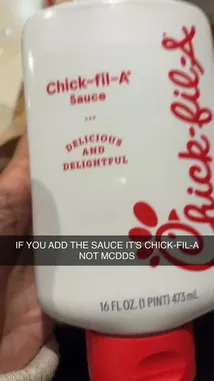 Chick-fil-A®
Sauce
DELICIOUS
AND
DELIGHTFUL
Chick-fil-A
IF YOU ADD THE SAUCE IT'S CHICK-FIL-A
NOT MCDDS
16 FL. OZ. (1 PINT) 473 mL